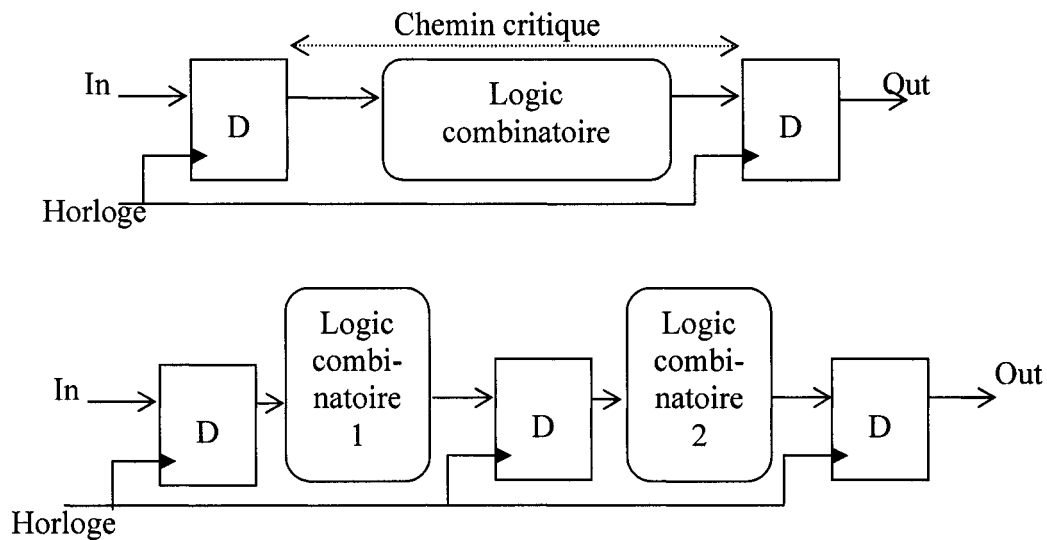 Chemin critique
In
D
Logic
combinatoire
D
Out
Horloge
In
D
Logic
combi-
natoire
1
D
Logic
combi-
natoire
2
D
Out
Horloge